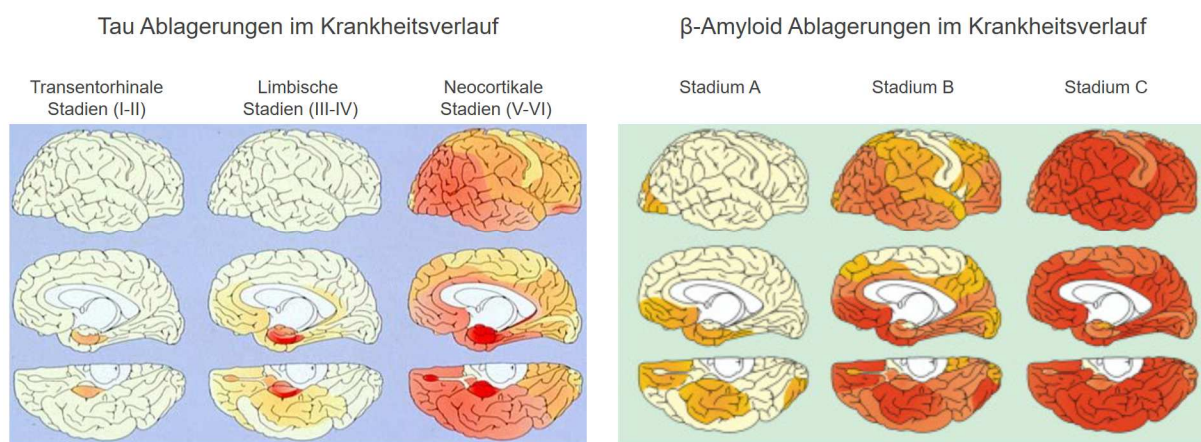 Tau Ablagerungen im Krankheitsverlauf
Transentorhinale
Stadien (I-II)
Limbische
Stadien (III-IV)
Neocortikale
Stadien (V-VI)
β-Amyloid Ablagerungen im Krankheitsverlauf
Stadium A
Stadium B
Stadium C